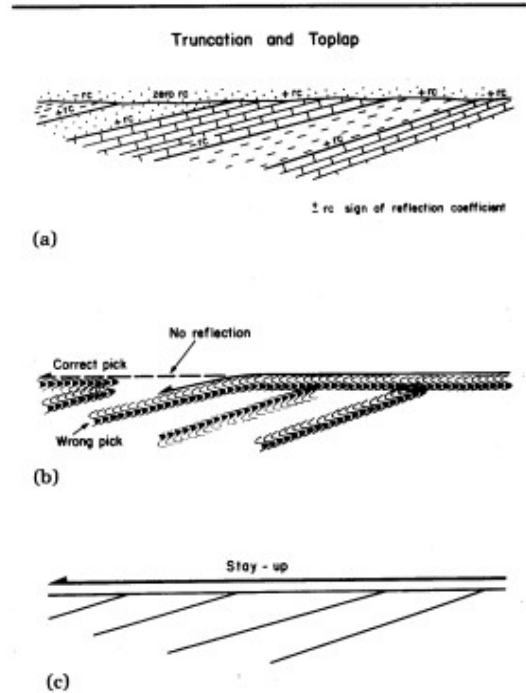 Truncation and Toplap
- rc zero rc + rc + rc + rc
+ rc + rc - rc + rc
± rc sign of reflection coefficient
(a)
No reflection
Correct pick
Wrong pick
(b)
Stay - up
(c)